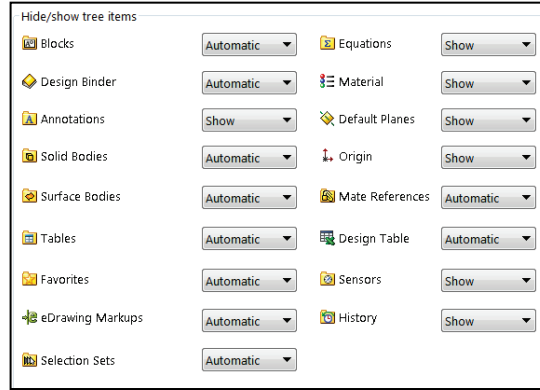 Hide/show tree items
Blocks Automatic Equations Show
Design Binder Automatic Material Show
Annotations Show Default Planes Show
Solid Bodies Automatic Origin Show
Surface Bodies Automatic Mate References Automatic
Tables Automatic Design Table Automatic
Favorites Automatic Sensors Show
eDrawing Markups Automatic History Show
Selection Sets Automatic